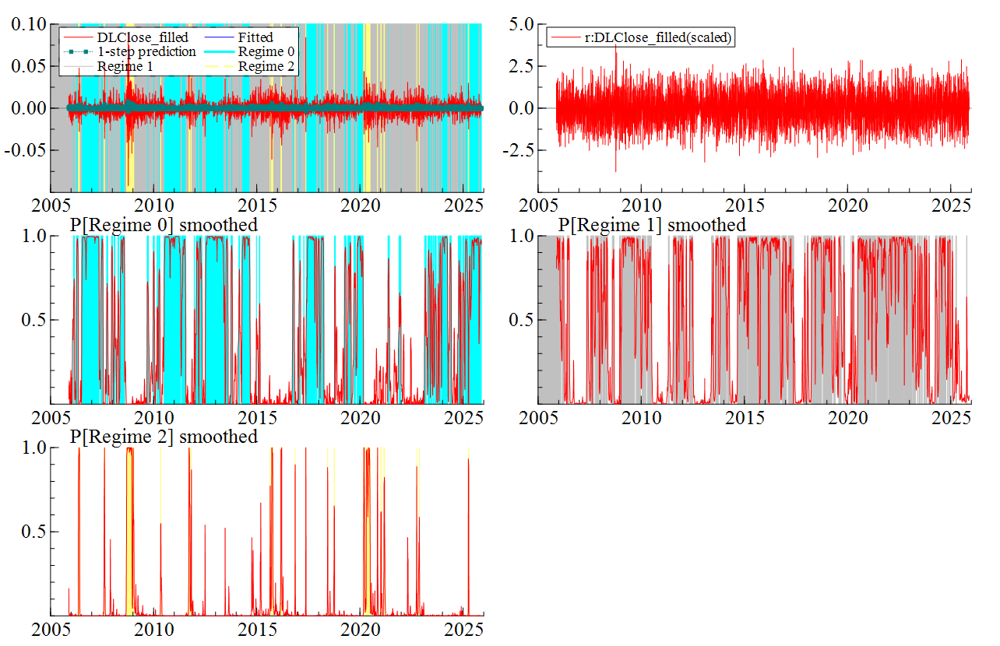 0.10
0.05
0.00
-0.05
DLClose_filled Fitted
1-step prediction Regime 0
Regime 1 Regime 2
2005 2010 2015 2020 2025
5.0
2.5
0.0
-2.5
r:DLClose_filled(scaled)
2005 2010 2015 2020 2025
P[Regime 0] smoothed
1.0
0.5
2005 2010 2015 2020 2025
P[Regime 1] smoothed
1.0
0.5
2005 2010 2015 2020 2025
P[Regime 2] smoothed
1.0
0.5
2005 2010 2015 2020 2025